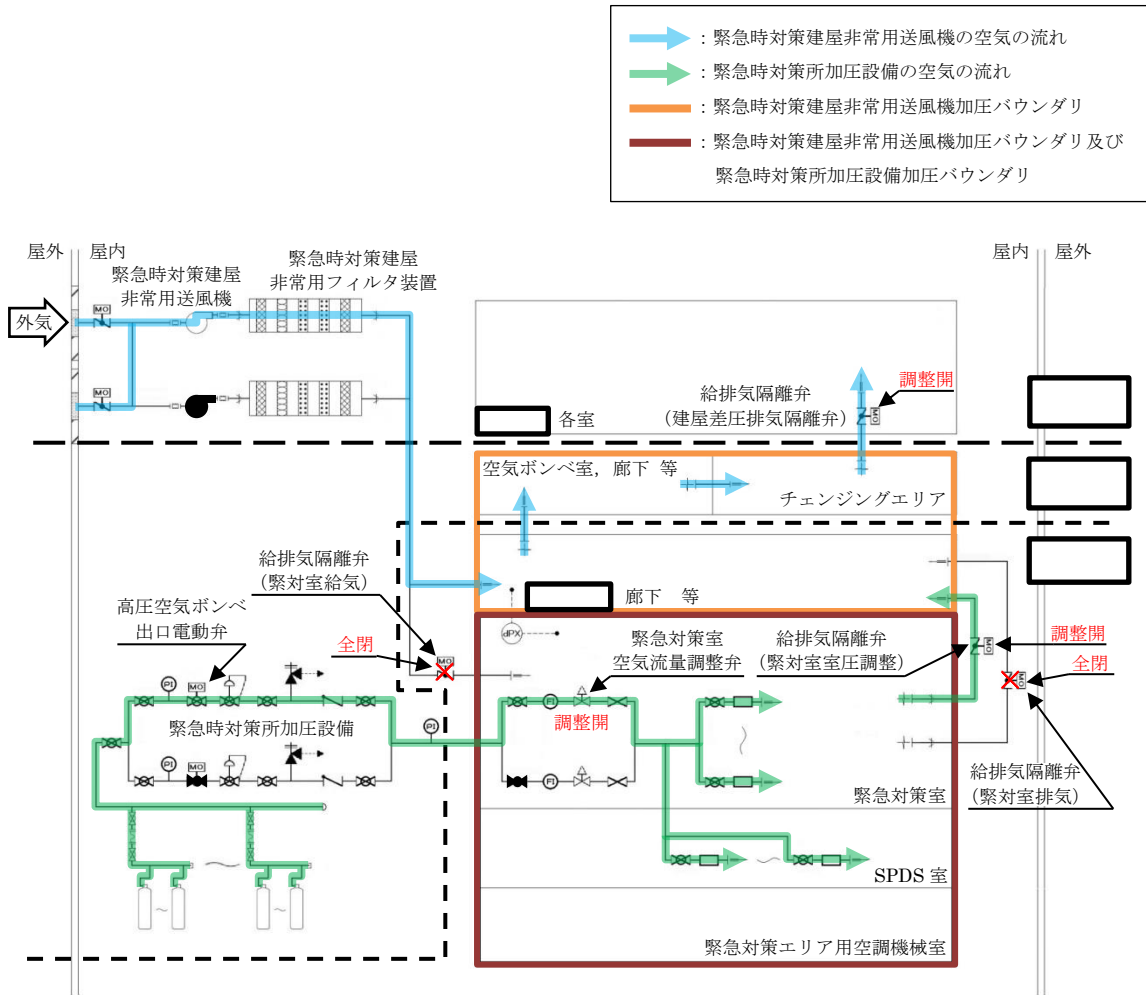 ：緊急時対策建屋非常用送風機の空気の流れ
：緊急時対策所加圧設備の空気の流れ
：緊急時対策建屋非常用送風機加圧バウンダリ
：緊急時対策建屋非常用送風機加圧バウンダリ及び
緊急時対策所加圧設備加圧バウンダリ
屋外
屋内
緊急時対策建屋
非常用送風機
緊急時対策建屋
非常用フィルタ装置
屋内
屋外
外気
MO
MO
給排気隔離弁
（建屋差圧排気隔離弁）
調整開
MO
各室
空気ボンベ室，廊下 等
チェンジングエリア
給排気隔離弁
（緊対室給気）
廊下 等
高圧空気ボンベ
出口電動弁
全閉
MO
dPX
緊急対策室
空気流量調整弁
給排気隔離弁
（緊対室室圧調整）
MO
調整開
全閉
MO
PI
MO
FI
調整開
緊急時対策所加圧設備
PI
PI
MO
FI
緊急対策室
給排気隔離弁
（緊対室排気）
SPDS 室
緊急対策エリア用空調機械室